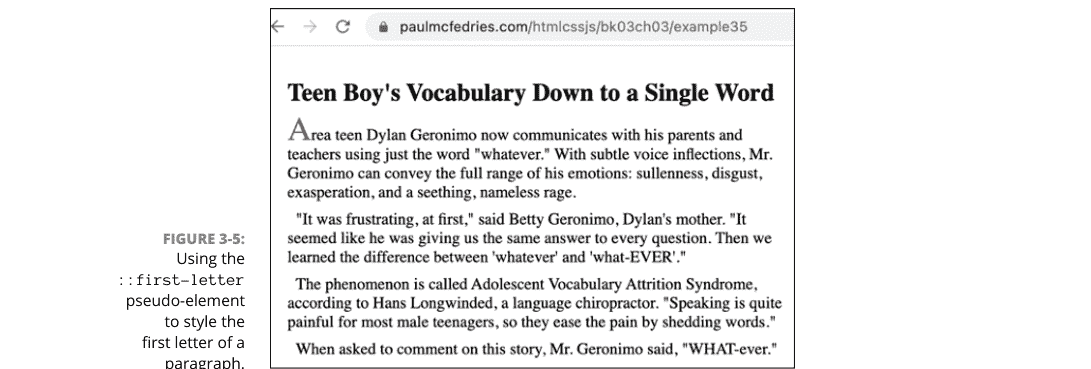 paulmcfedries.com/htmlcssjs/bk03ch03/example35
Teen Boy's Vocabulary Down to a Single Word
Area teen Dylan Geronimo now communicates with his parents and
teachers using just the word "whatever." With subtle voice inflections, Mr.
Geronimo can convey the full range of his emotions: sullenness, disgust,
exasperation, and a seething, nameless rage.
"It was frustrating, at first," said Betty Geronimo, Dylan's mother. "It
seemed like he was giving us the same answer to every question. Then we
learned the difference between 'whatever' and 'what-EVER'."
The phenomenon is called Adolescent Vocabulary Attrition Syndrome,
according to Hans Longwinded, a language chiropractor. "Speaking is quite
painful for most male teenagers, so they ease the pain by shedding words."
When asked to comment on this story, Mr. Geronimo said, "WHAT-ever."
FIGURE 3-5:
Using the
::first-letter
pseudo-element
to style the
first letter of a
paragraph.